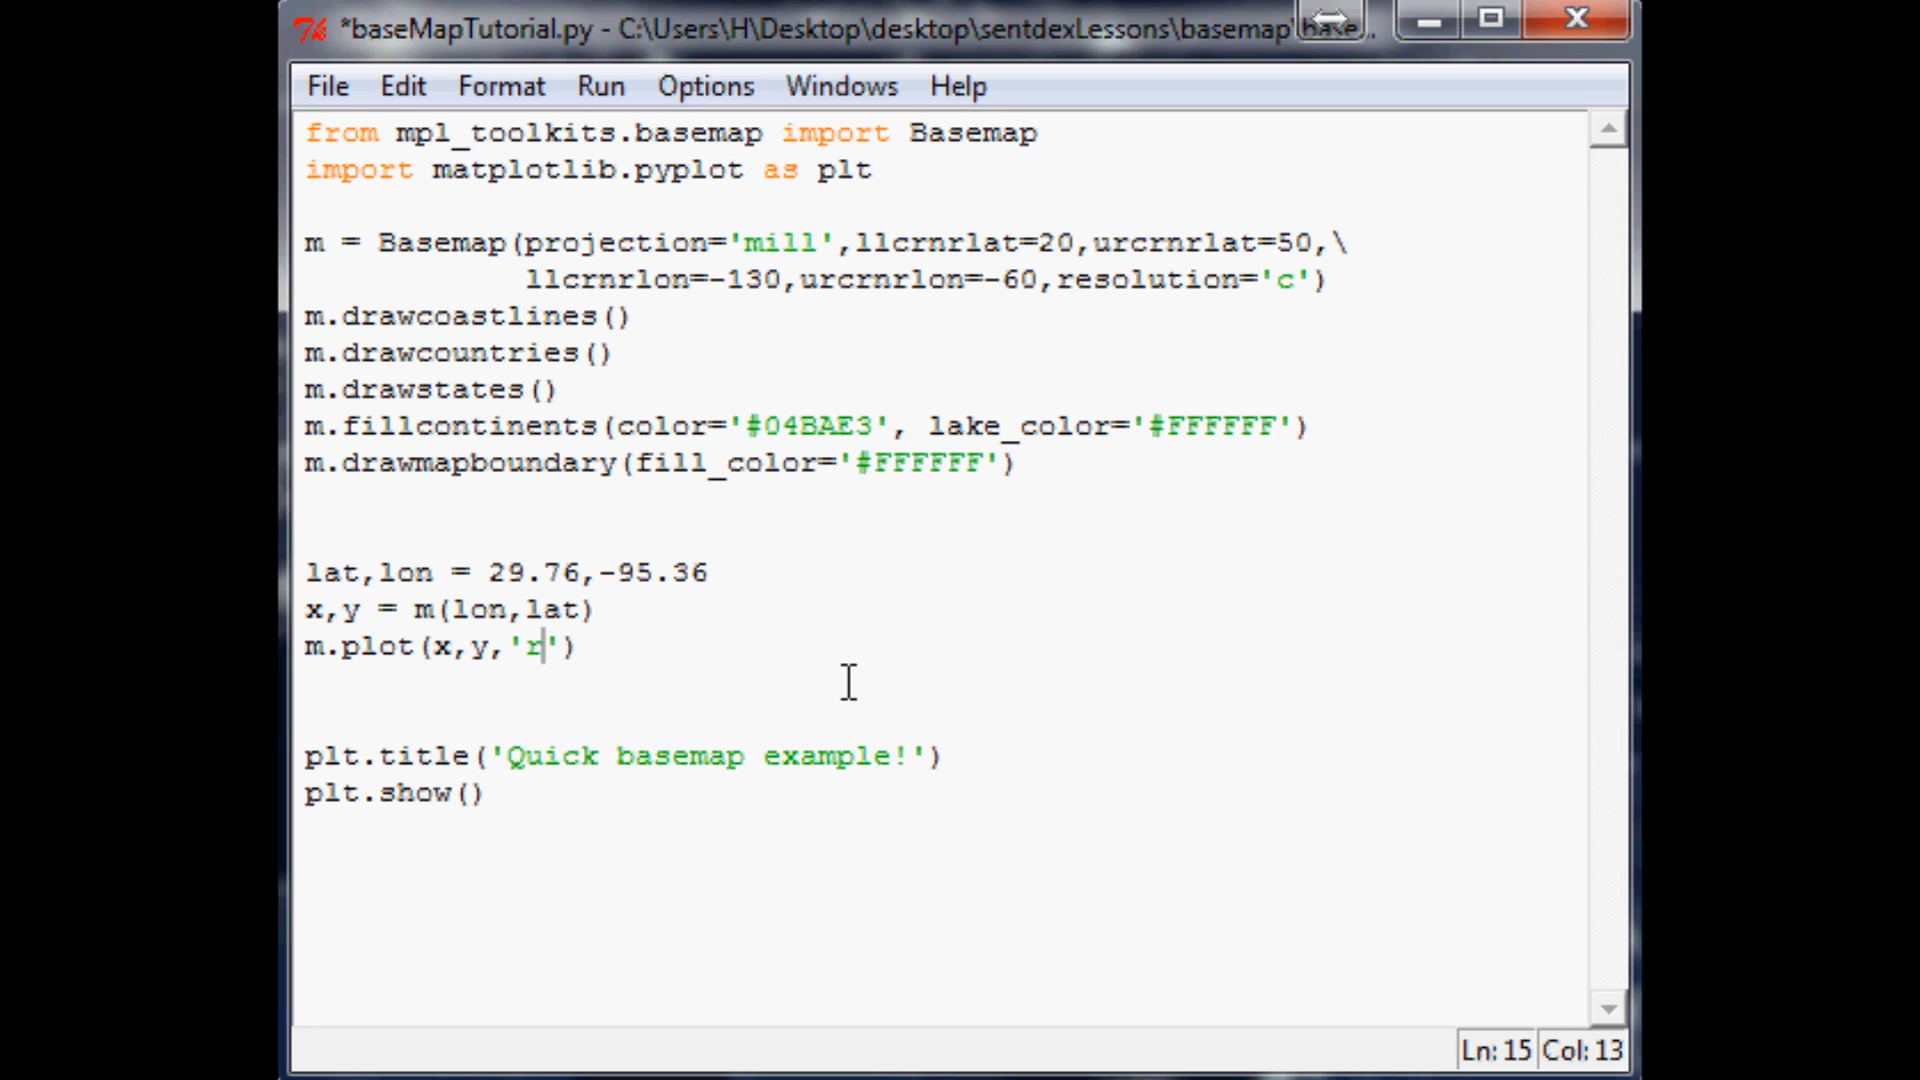 *baseMapTutorial.py - C:\Users\H\Desktop\desktop\sentdexLessons\basemap\base...
File Edit Format Run Options Windows Help
from mpl_toolkits.basemap import Basemap
import matplotlib.pyplot as plt
m = Basemap(projection='mill',llcrnrlat=20,urcrnrlat=50,\
llcrnrlon=-130,urcrnrlon=-60,resolution='c')
m.drawcoastlines()
m.drawcountries()
m.drawstates()
m.fillcontinents(color='#04BAE3', lake_color='#FFFFFF')
m.drawmapboundary(fill_color='#FFFFFF')
lat,lon = 29.76,-95.36
x,y = m(lon,lat)
m.plot(x,y,'r')
plt.title('Quick basemap example!')
plt.show()
Ln: 15 Col: 13